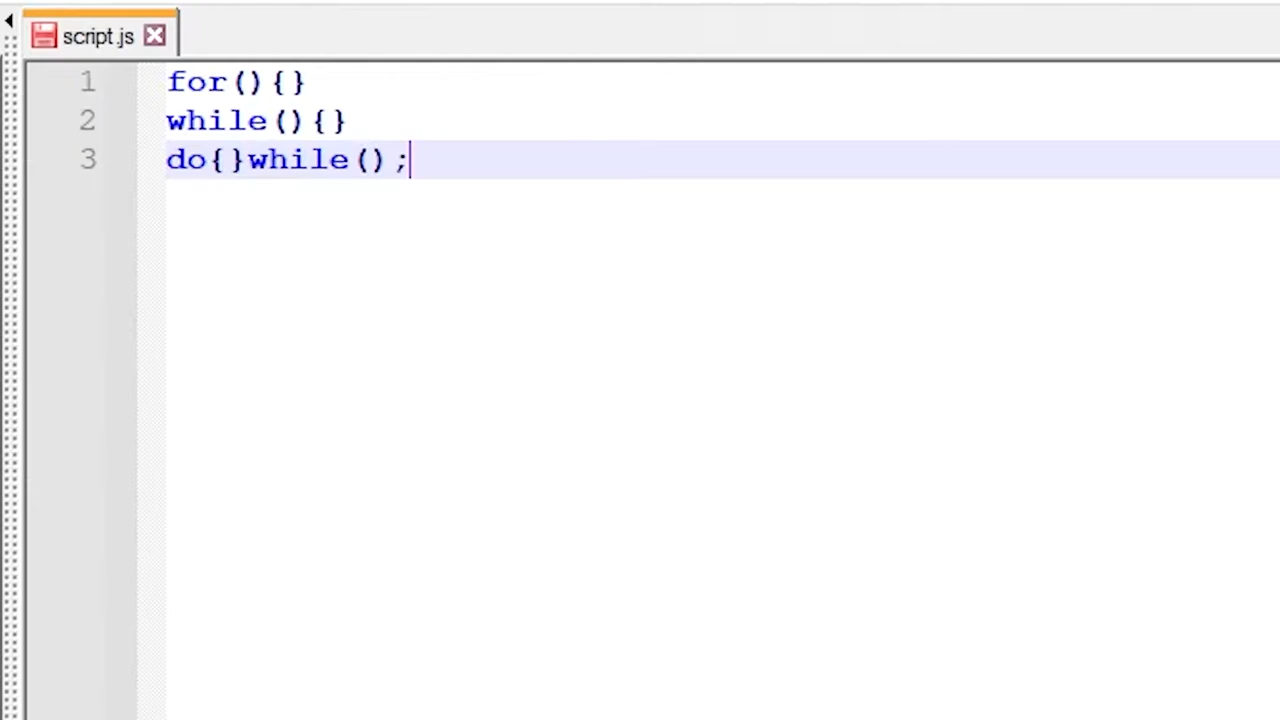 script.js
1 for(){}
2 while(){}
3 do{}while();